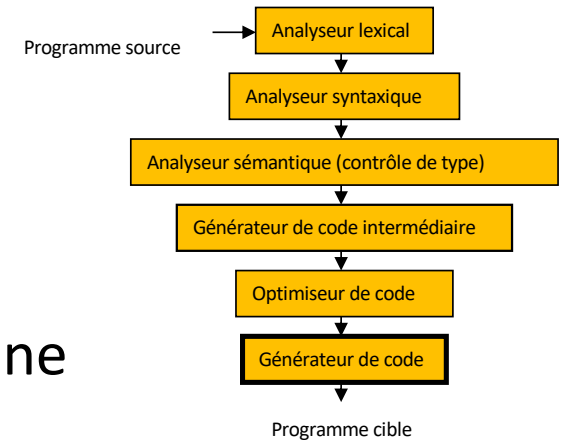 Programme source
Analyseur lexical
Analyseur syntaxique
Analyseur sémantique (contrôle de type)
Générateur de code intermédiaire
Optimiseur de code
ne
Générateur de code
Programme cible